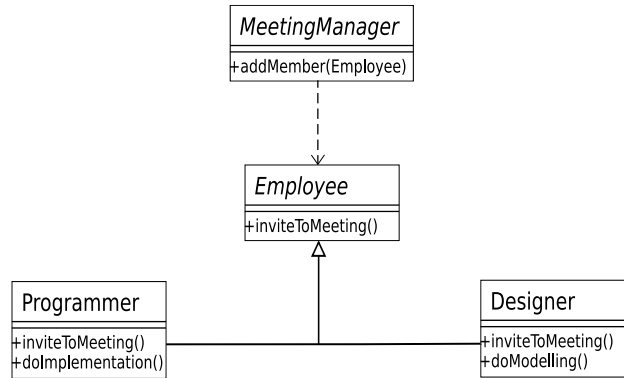 MeetingManager
+addMember(Employee)
Employee
+inviteToMeeting()
Programmer
+inviteToMeeting()
+doImplementation()
Designer
+inviteToMeeting()
+doModelling()